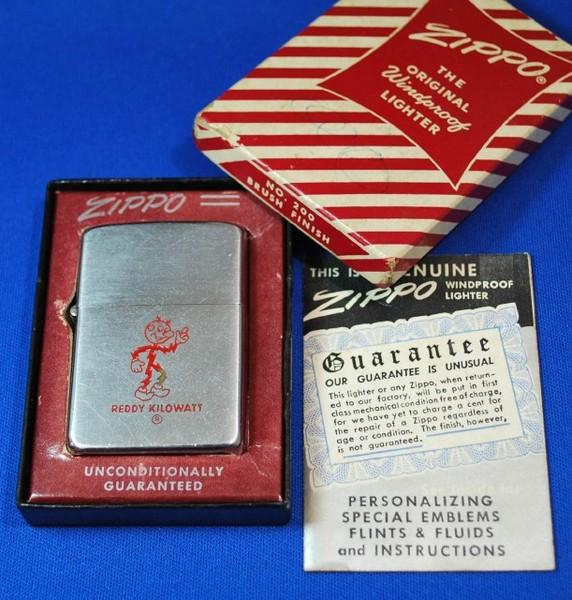 ZIPPO®
THE
ORIGINAL
Windproof
LIGHTER
NO. 200
BRUSH FINISH
ZIPPO
REDDY KILOWATT
®
UNCONDITIONALLY
GUARANTEED
THIS IS GENUINE
ZIPPO WINDPROOF
LIGHTER
Guarantee
OUR GUARANTEE IS UNUSUAL
This lighter or any Zippo, when return-
ed to our factory, will be put in first
class mechanical condition free of charge,
for we have yet to charge a cent for
the repair of a Zippo regardless of
age or condition. The finish, however,
is not guaranteed.
PERSONALIZING
SPECIAL EMBLEMS
FLINTS & FLUIDS
and INSTRUCTIONS